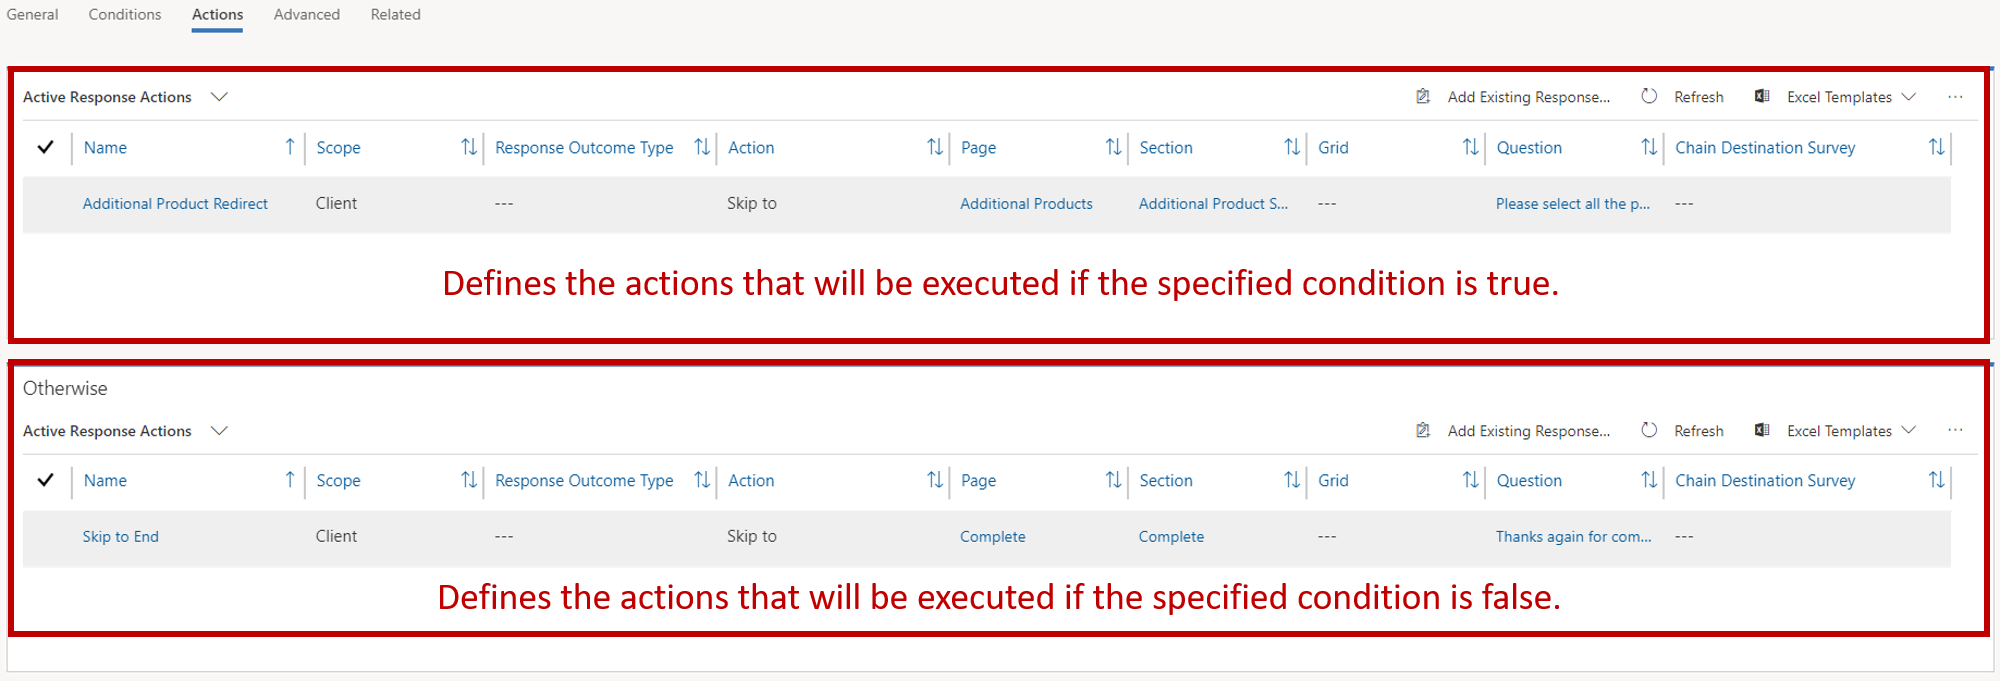 General Conditions Actions Advanced Related
Active Response Actions Add Existing Response... Refresh Excel Templates ...
Name Scope Response Outcome Type Action Page Section Grid Question Chain Destination Survey
Additional Product Redirect Client --- Skip to Additional Products Additional Product S... --- Please select all the p... ---
Defines the actions that will be executed if the specified condition is true.
Otherwise
Active Response Actions Add Existing Response... Refresh Excel Templates ...
Name Scope Response Outcome Type Action Page Section Grid Question Chain Destination Survey
Skip to End Client --- Skip to Complete Complete --- Thanks again for com... ---
Defines the actions that will be executed if the specified condition is false.